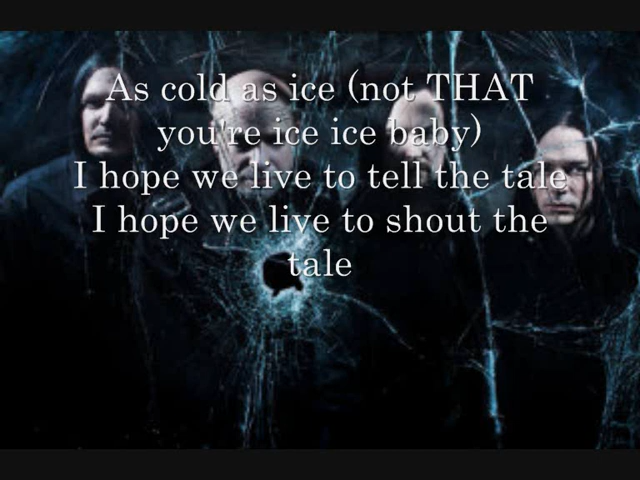 As cold as ice (not THAT
you're ice ice baby)
I hope we live to tell the tale
I hope we live to shout the
tale